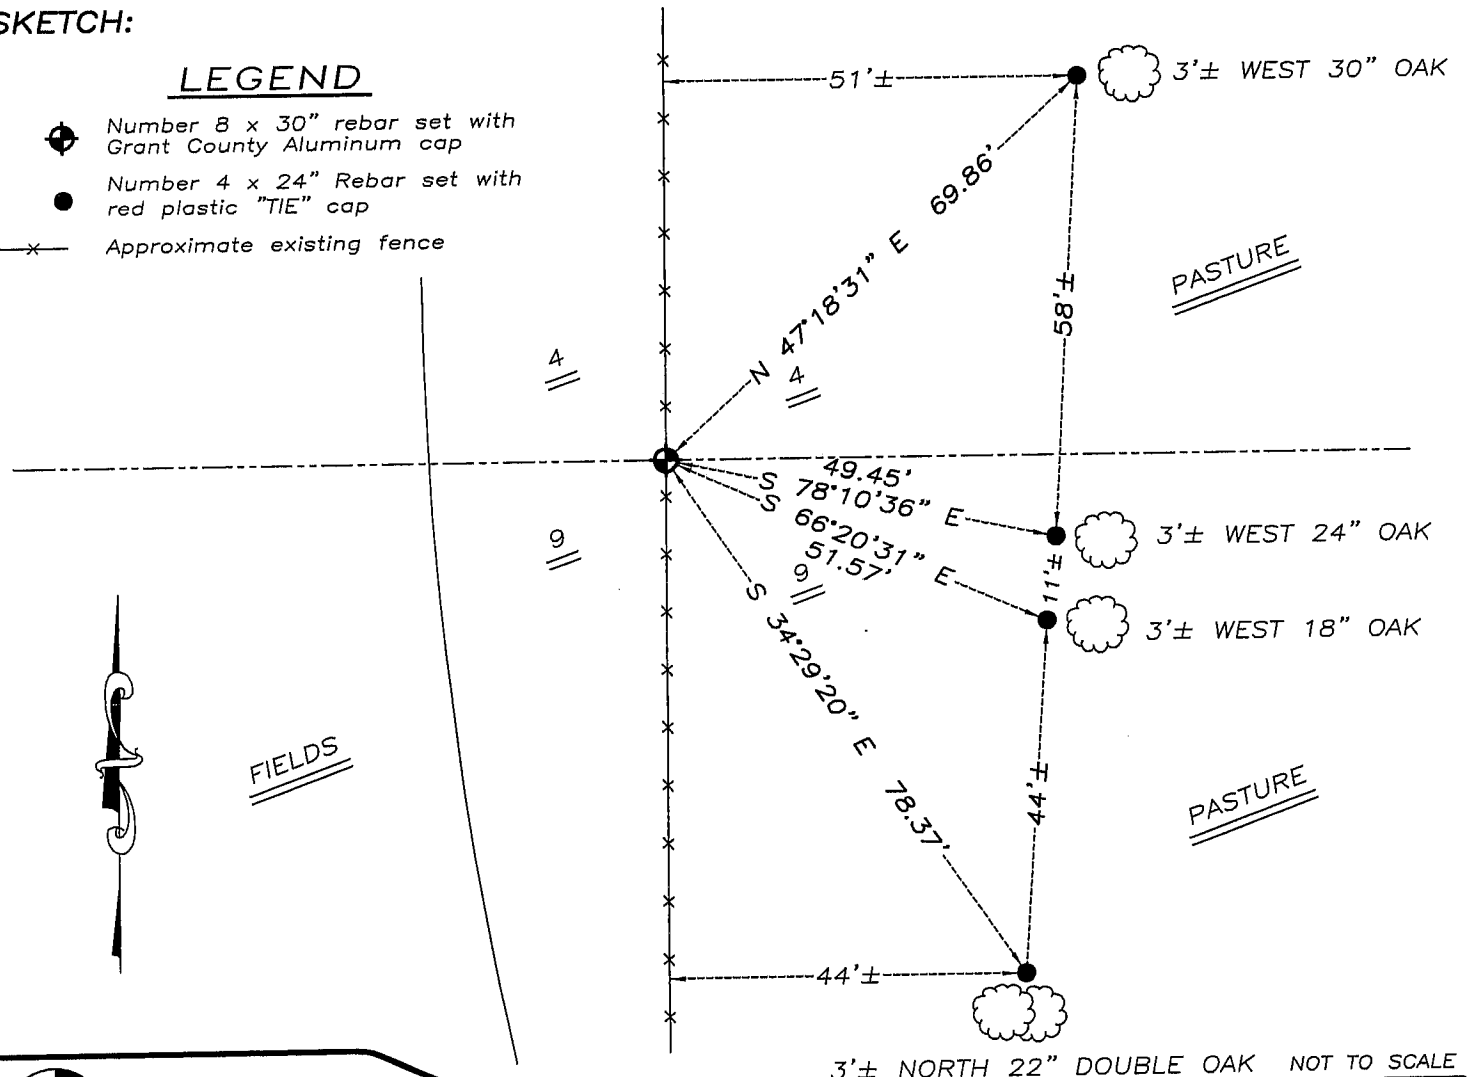 SKETCH:
LEGEND
Number 8 x 30" rebar set with
Grant County Aluminum cap
Number 4 x 24" Rebar set with
red plastic "TIE" cap
Approximate existing fence
51'±
3'± WEST 30" OAK
N 47°18'31" E 69.86'
58'±
PASTURE
4
4
49.45'
S 78°10'36" E
S 66°20'31" E
51.57'
3'± WEST 24" OAK
11'±
3'± WEST 18" OAK
9
9
S 34°29'20" E 78.37'
FIELDS
44'±
PASTURE
44'±
3'± NORTH 22" DOUBLE OAK NOT TO SCALE